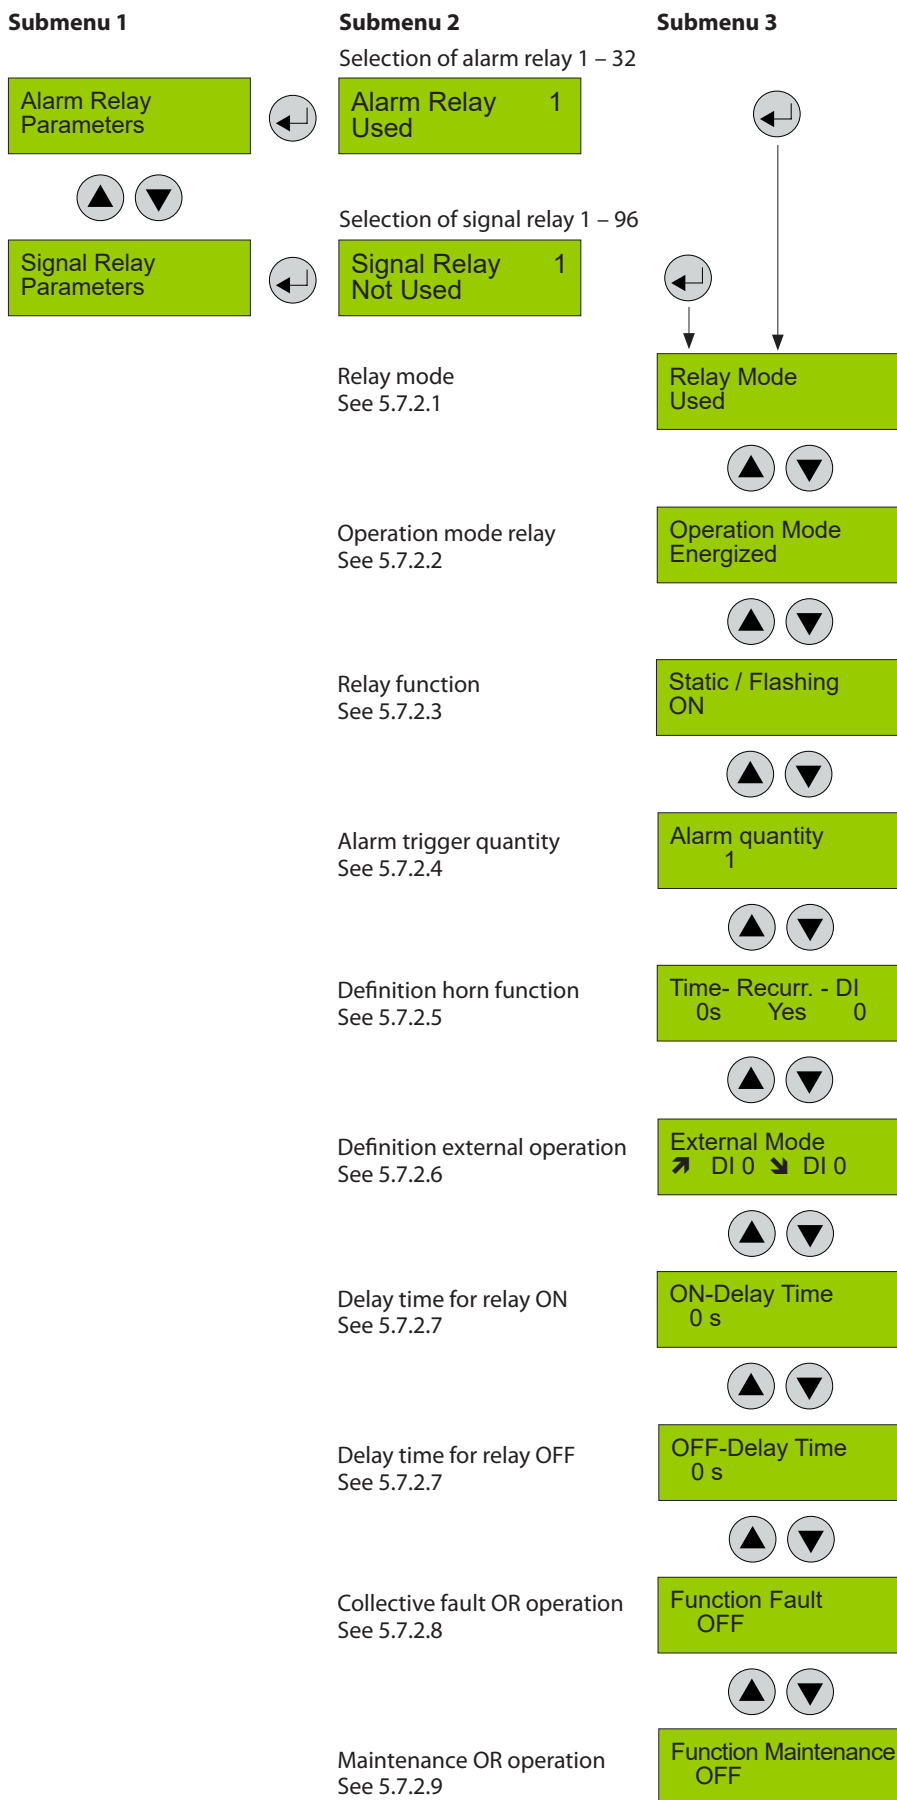 Submenu 1
Submenu 2
Submenu 3
Selection of alarm relay 1 – 32
Alarm Relay
Parameters
Alarm Relay 1
Used
Selection of signal relay 1 – 96
Signal Relay
Parameters
Signal Relay 1
Not Used
Relay mode
See 5.7.2.1
Relay Mode
Used
Operation mode relay
See 5.7.2.2
Operation Mode
Energized
Relay function
See 5.7.2.3
Static / Flashing
ON
Alarm trigger quantity
See 5.7.2.4
Alarm quantity
1
Definition horn function
See 5.7.2.5
Time- Recurr. - DI
0s Yes 0
Definition external operation
See 5.7.2.6
External Mode
↗ DI 0 ↘ DI 0
Delay time for relay ON
See 5.7.2.7
ON-Delay Time
0 s
Delay time for relay OFF
See 5.7.2.7
OFF-Delay Time
0 s
Collective fault OR operation
See 5.7.2.8
Function Fault
OFF
Maintenance OR operation
See 5.7.2.9
Function Maintenance
OFF